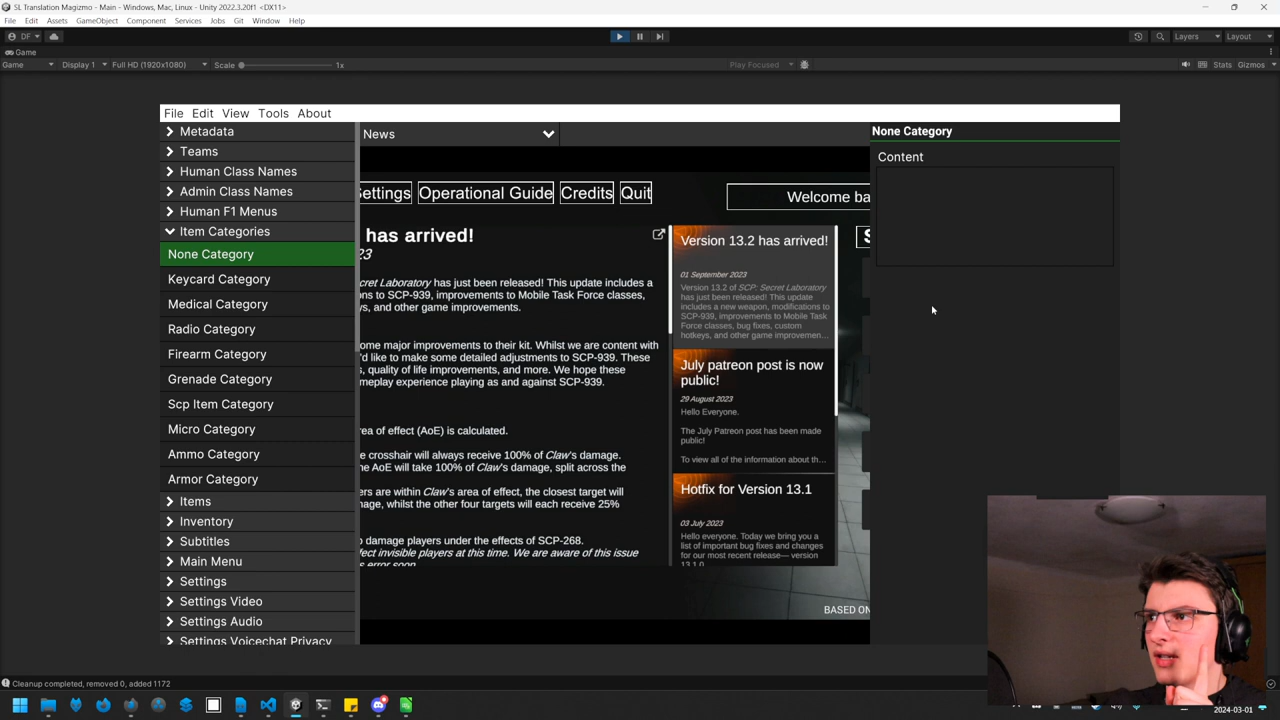 SL Translation Magizmo - Main - Windows, Mac, Linux - Unity 2022.3.20f1 <DX11>
File Edit Assets GameObject Component Services Jobs Git Window Help
DF Layers Layout
Game
Game Display 1 Full HD (1920x1080) Scale 1x Play Focused Stats Gizmos
File Edit View Tools About
Metadata
Teams
Human Class Names
Admin Class Names
Human F1 Menus
Item Categories
None Category
Keycard Category
Medical Category
Radio Category
Firearm Category
Grenade Category
Scp Item Category
Micro Category
Ammo Category
Armor Category
Items
Inventory
Subtitles
Main Menu
Settings
Settings Video
Settings Audio
Settings Voicechat Privacy
News
ettings Operational Guide Credits Quit
Welcome ba
has arrived!
23
cret Laboratory has just been released! This update includes a
ons to SCP-939, improvements to Mobile Task Force classes,
ys, and other game improvements.
ome major improvements to their kit. Whilst we are content with
'd like to make some detailed adjustments to SCP-939. These
s, quality of life improvements, and more. We hope these
meplay experience playing as and against SCP-939.
rea of effect (AoE) is calculated.
e crosshair will always receive 100% of Claw's damage.
he AoE will take 100% of Claw's damage, split across the
ers are within Claw's area of effect, the closest target will
nage, whilst the other four targets will each receive 25%
o damage players under the effects of SCP-268.
fect invisible players at this time. We are aware of this issue
s error soon.
Version 13.2 has arrived!
01 September 2023
Version 13.2 of SCP: Secret Laboratory
has just been released! This update
includes a new weapon, modifications to
SCP-939, improvements to Mobile Task
Force classes, bug fixes, custom
hotkeys, and other game improvemen...
July patreon post is now
public!
29 August 2023
Hello Everyone.
The July Patreon post has been made
public!
To view all of the information about th...
Hotfix for Version 13.1
03 July 2023
Hello everyone. Today we bring you a
list of important bug fixes and changes
for our most recent release— version
13.1.0
S
BASED ON
None Category
Content
Cleanup completed, removed 0, added 1172
2024-03-01